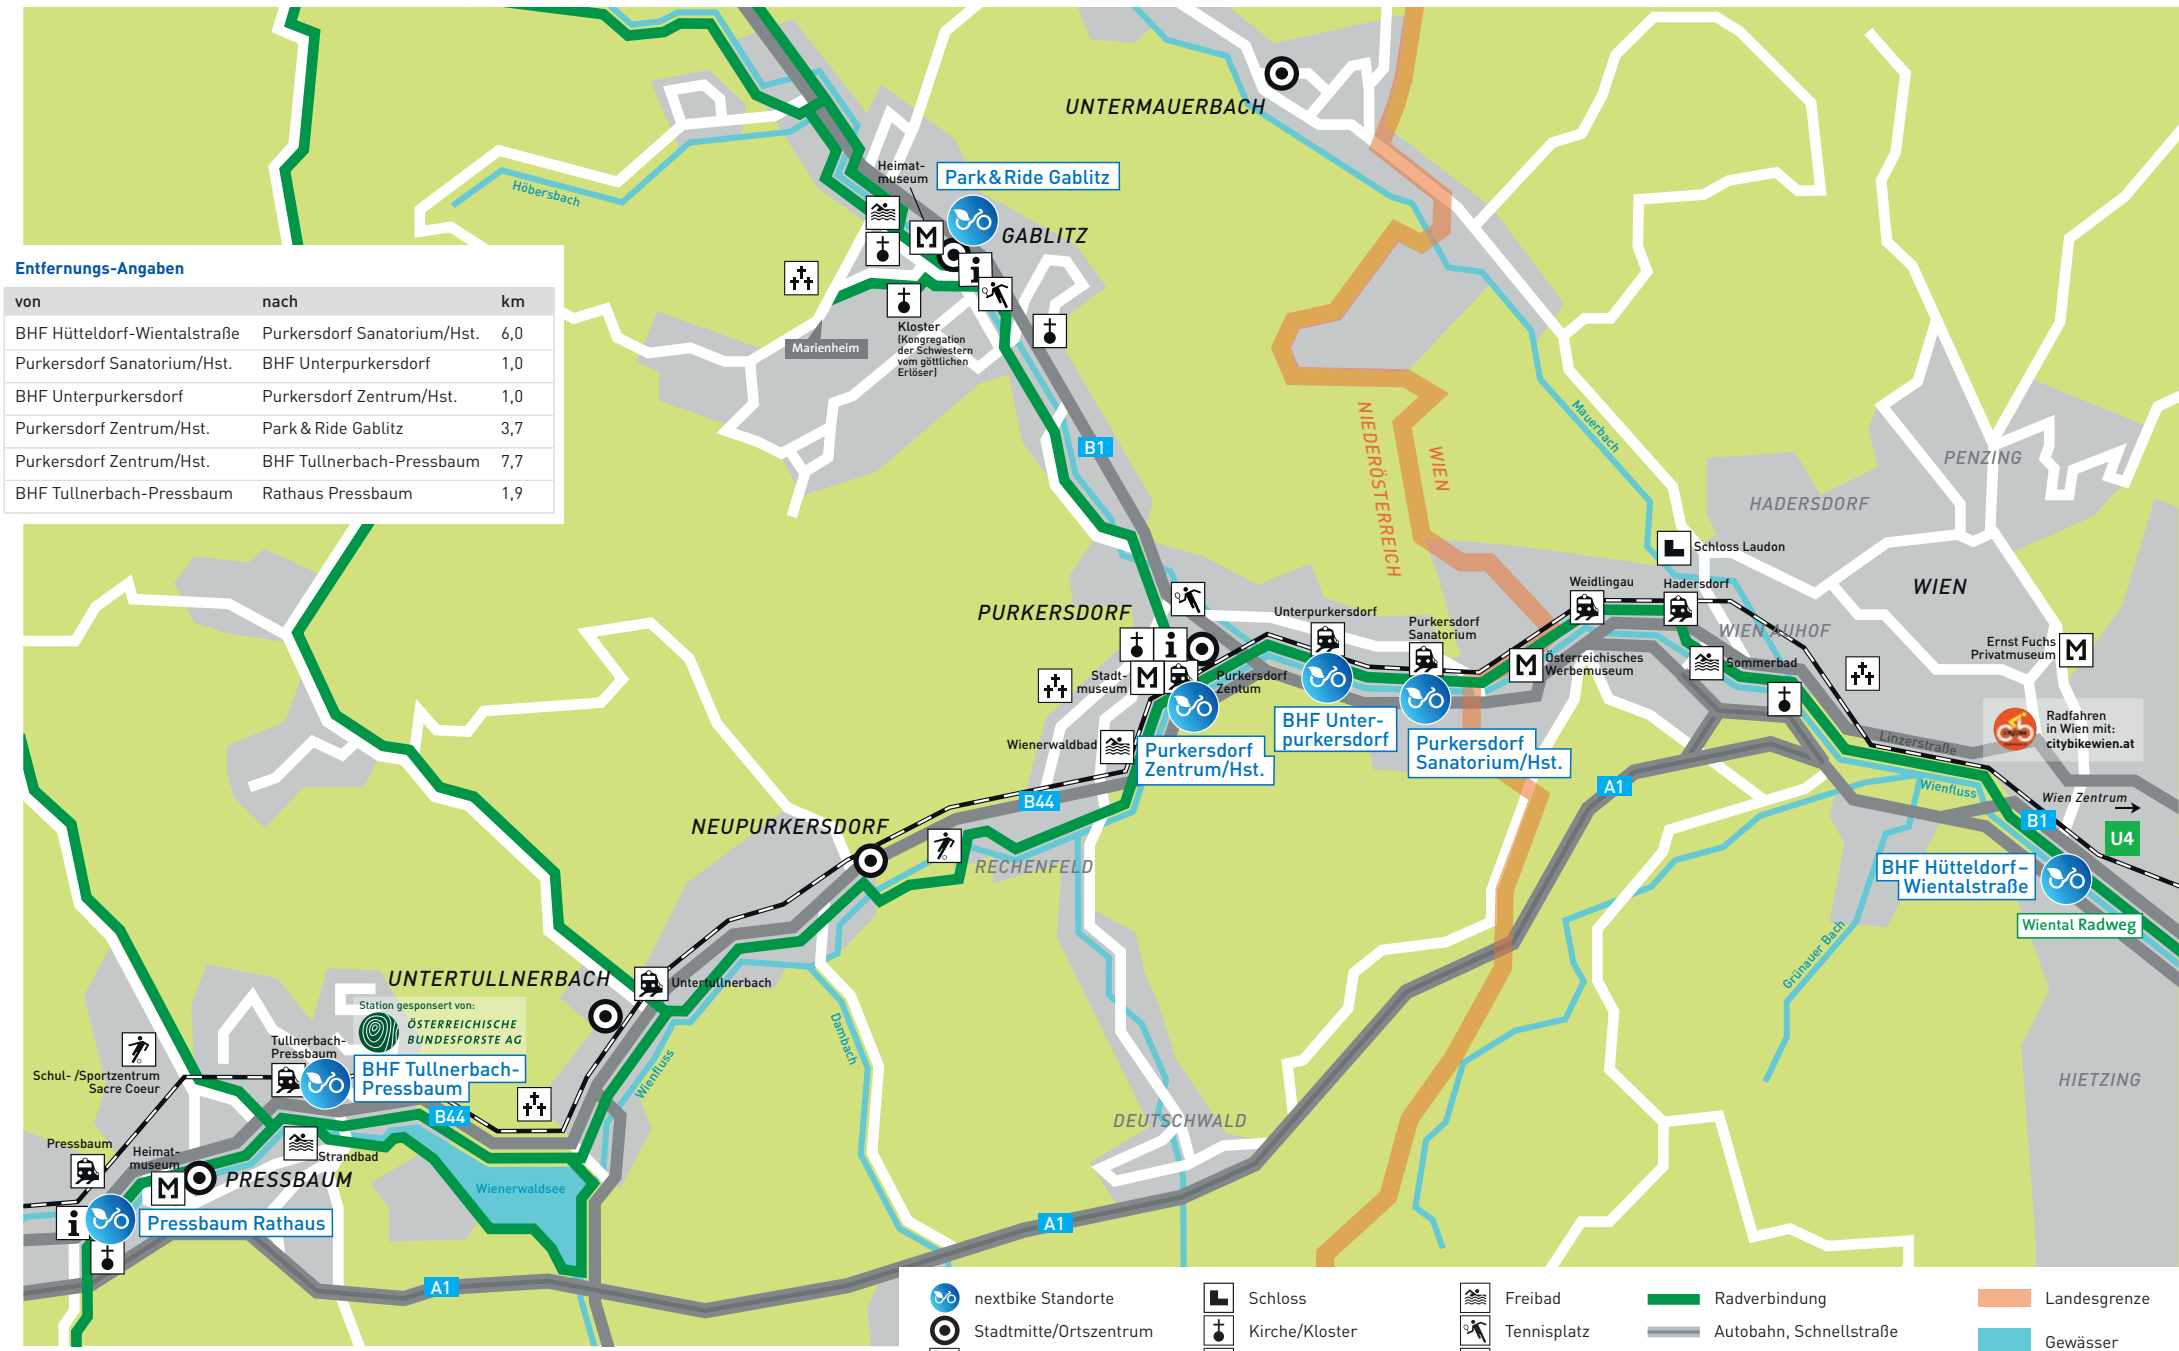 UNTERMAUERBACH
Heimat-
museum
Park & Ride Gablitz
Höbersbach
GABLITZ
Entfernungs-Angaben
von nach km
BHF Hütteldorf-Wientalstraße Purkersdorf Sanatorium/Hst. 6,0
Purkersdorf Sanatorium/Hst. BHF Unterpurkersdorf 1,0
BHF Unterpurkersdorf Purkersdorf Zentrum/Hst. 1,0
Purkersdorf Zentrum/Hst. Park & Ride Gablitz 3,7
Purkersdorf Zentrum/Hst. BHF Tullnerbach-Pressbaum 7,7
BHF Tullnerbach-Pressbaum Rathaus Pressbaum 1,9
Marienheim
Kloster
(Kongregation
der Schwestern
vom göttlichen
Erlöser)
B1
NIEDERÖSTERREICH
WIEN
Mauerbach
PENZING
HADERSDORF
Schloss Laudon
WIEN
Weidlingau
Hadersdorf
WIEN AUHOF
Ernst Fuchs
Privatmuseum
PURKERSDORF
Unterpurkersdorf
Purkersdorf
Sanatorium
Österreichisches
Werbemuseum
Sommerbad
Stadt-
museum
Purkersdorf
Zentum
Wienerwaldbad
Purkersdorf
Zentrum/Hst.
BHF Unter-
purkersdorf
Purkersdorf
Sanatorium/Hst.
Linzerstraße
citybike
Radfahren
in Wien mit:
citybikewien.at
A1
Wienfluss
Wien Zentrum
B1
U4
B44
NEUPURKERSDORF
RECHENFELD
BHF Hütteldorf–
Wientalstraße
Wiental Radweg
Grünauer Bach
UNTERTULLNERBACH
Untertullnerbach
Station gesponsert von:
ÖSTERREICHISCHE
BUNDESFORSTE AG
Dambach
Wienfluss
Tullnerbach-
Pressbaum
BHF Tullnerbach-
Pressbaum
Schul- /Sportzentrum
Sacre Coeur
B44
HIETZING
DEUTSCHWALD
Pressbaum
Heimat-
museum
Strandbad
PRESSBAUM
Wienerwaldsee
Pressbaum Rathaus
A1
A1
nextbike Standorte Schloss Freibad Radverbindung Landesgrenze
Stadtmitte/Ortszentrum Kirche/Kloster Tennisplatz Autobahn, Schnellstraße Gewässer